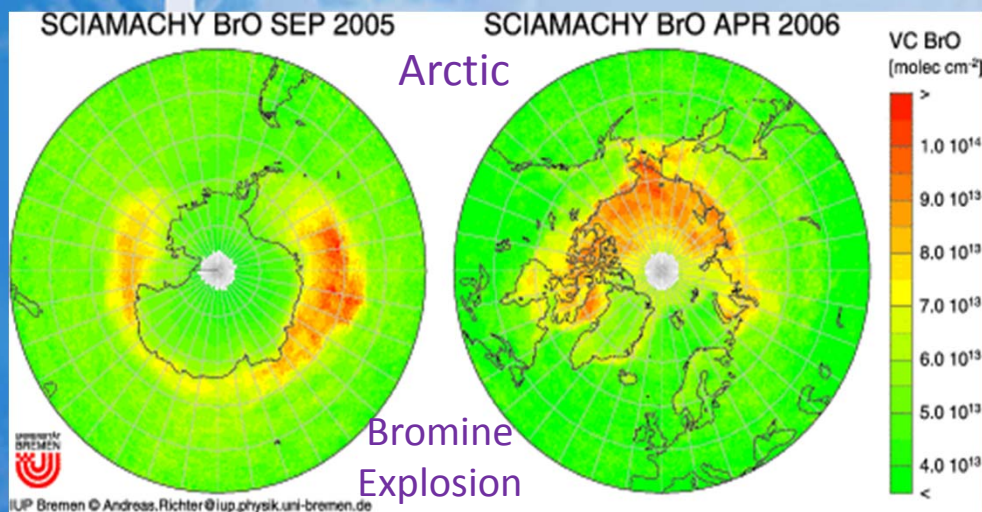 SCIAMACHY BrO SEP 2005
SCIAMACHY BrO APR 2006
Arctic
VC BrO
[molec cm⁻²]
>
1.0 10¹⁴
9.0 10¹³
8.0 10¹³
7.0 10¹³
6.0 10¹³
5.0 10¹³
4.0 10¹³
<
Bromine
Explosion
UNIVERSITÄT
BREMEN
IUP Bremen © Andreas.Richter@iup.physik.uni-bremen.de